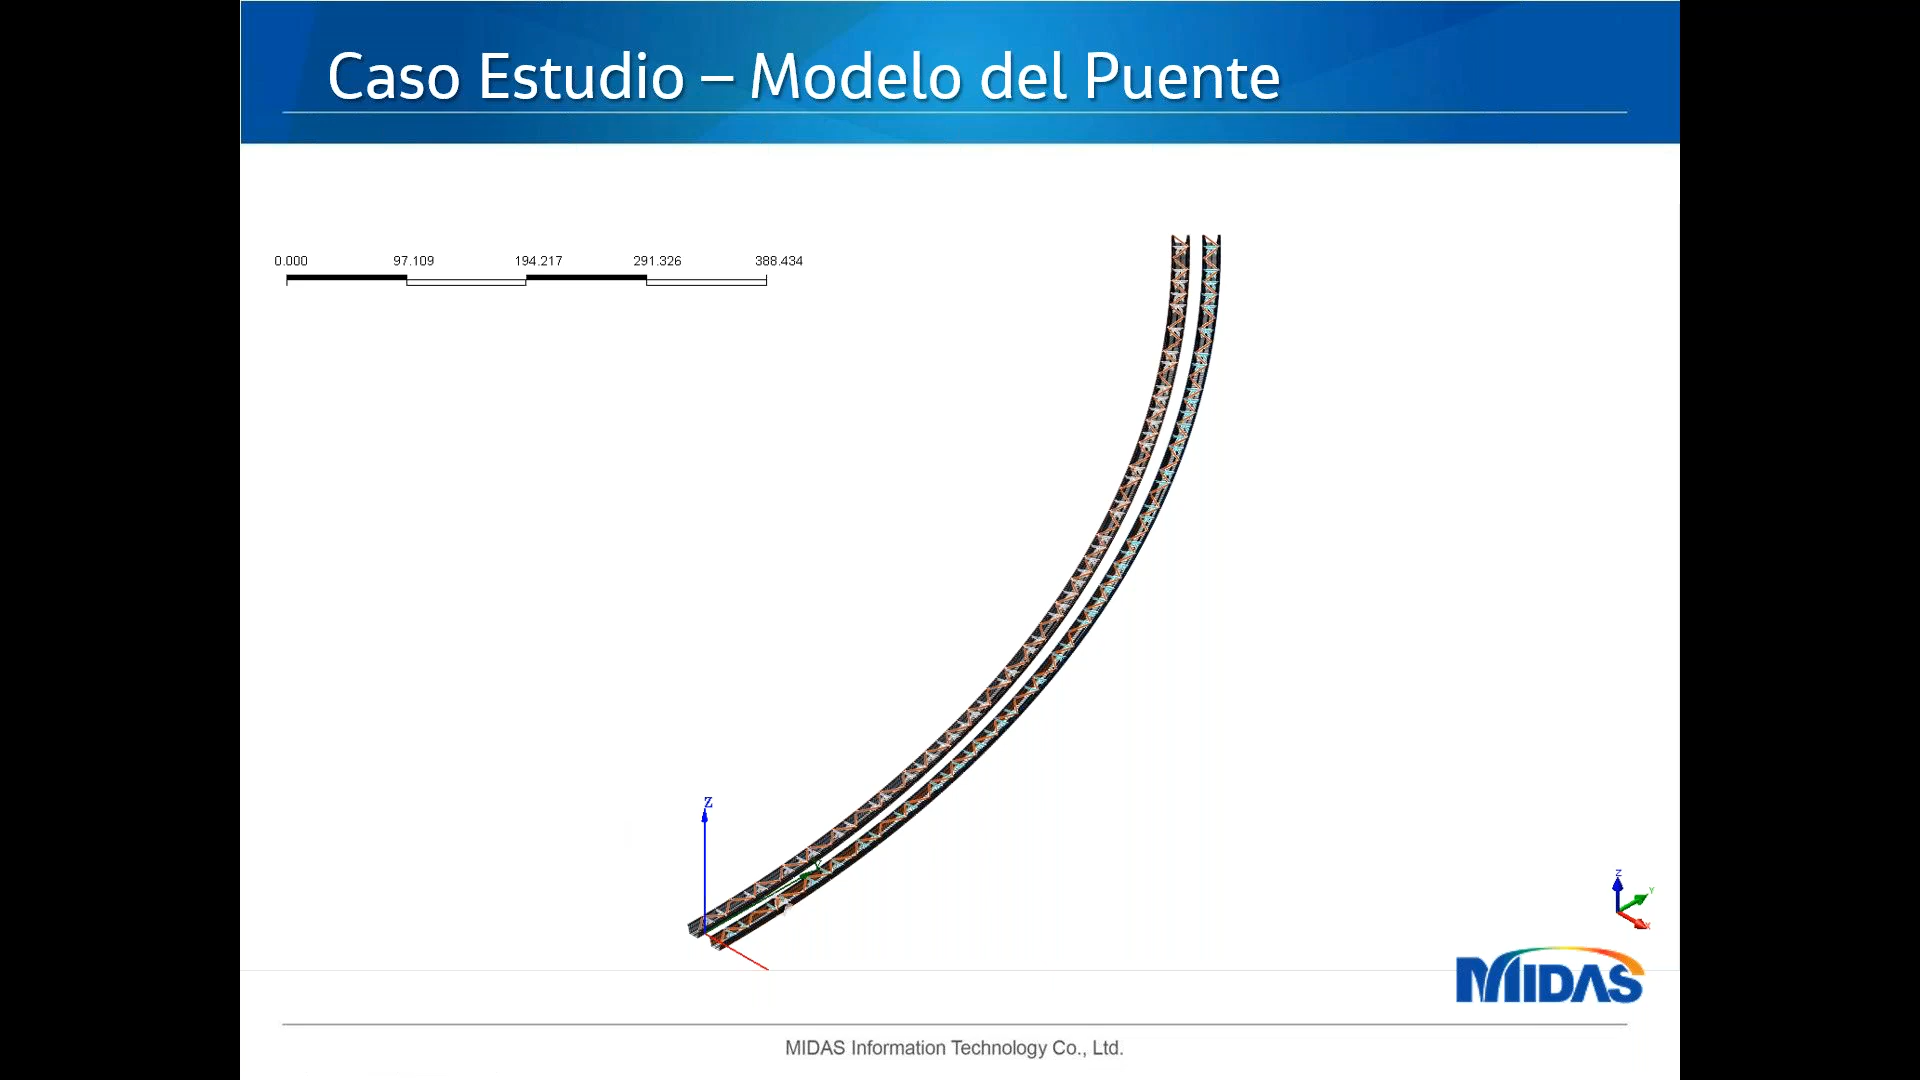 Caso Estudio – Modelo del Puente
0.000 97.109 194.217 291.326 388.434
Z
Y
Z
Y
X
MIDAS
MIDAS Information Technology Co., Ltd.